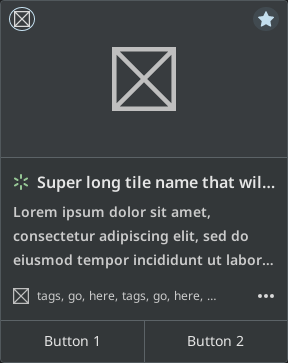 Super long tile name that wil...
Lorem ipsum dolor sit amet,
consectetur adipiscing elit, sed do
eiusmod tempor incididunt ut labor...
tags, go, here, tags, go, here, ...
Button 1
Button 2